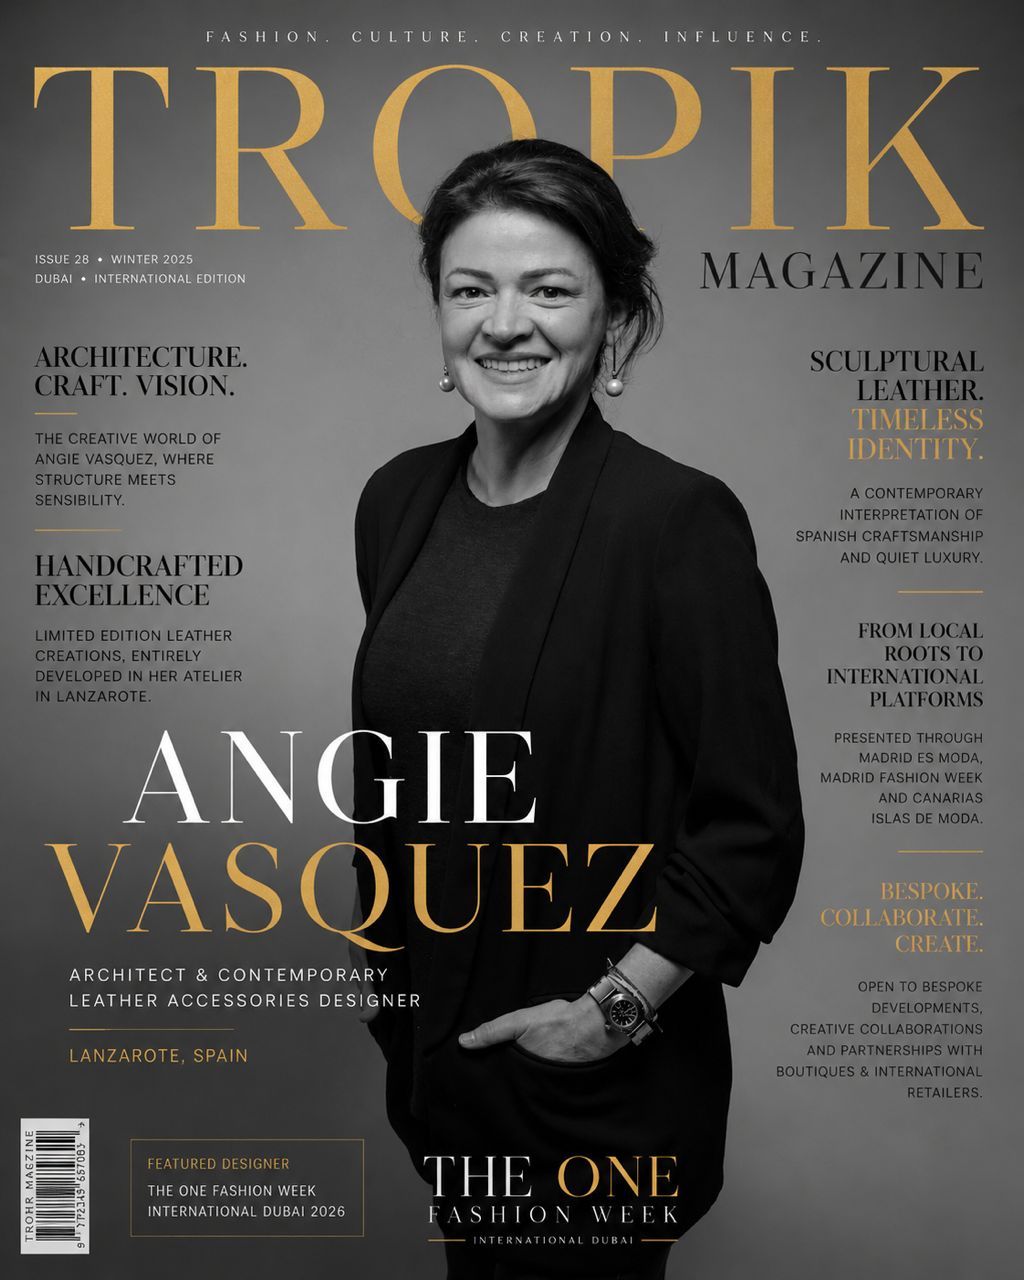 FASHION. CULTURE. CREATION. INFLUENCE.
TROPIK
MAGAZINE
ISSUE 28 • WINTER 2025
DUBAI • INTERNATIONAL EDITION
ARCHITECTURE.
CRAFT. VISION.
THE CREATIVE WORLD OF
ANGIE VASQUEZ, WHERE
STRUCTURE MEETS
SENSIBILITY.
HANDCRAFTED
EXCELLENCE
LIMITED EDITION LEATHER
CREATIONS, ENTIRELY
DEVELOPED IN HER ATELIER
IN LANZAROTE.
SCULPTURAL
LEATHER.
TIMELESS
IDENTITY.
A CONTEMPORARY
INTERPRETATION OF
SPANISH CRAFTSMANSHIP
AND QUIET LUXURY.
FROM LOCAL
ROOTS TO
INTERNATIONAL
PLATFORMS
PRESENTED THROUGH
MADRID ES MODA,
MADRID FASHION WEEK
AND CANARIAS
ISLAS DE MODA.
BESPOKE.
COLLABORATE.
CREATE.
OPEN TO BESPOKE
DEVELOPMENTS,
CREATIVE COLLABORATIONS
AND PARTNERSHIPS WITH
BOUTIQUES & INTERNATIONAL
RETAILERS.
ANGIE
VASQUEZ
ARCHITECT & CONTEMPORARY
LEATHER ACCESSORIES DESIGNER
LANZAROTE, SPAIN
FEATURED DESIGNER
THE ONE FASHION WEEK
INTERNATIONAL DUBAI 2026
THE ONE
FASHION WEEK
INTERNATIONAL DUBAI